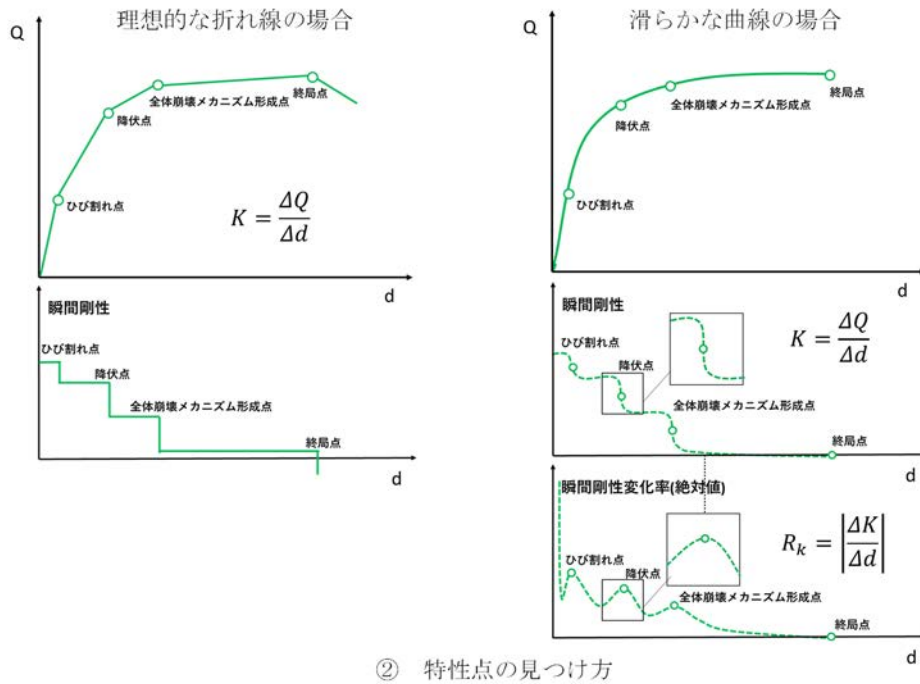 理想的な折れ線の場合
Q
全体崩壊メカニズム形成点
終局点
降伏点
ひび割れ点
K = ΔQ/Δd
d
瞬間剛性
ひび割れ点
降伏点
全体崩壊メカニズム形成点
終局点
d
滑らかな曲線の場合
Q
全体崩壊メカニズム形成点
終局点
降伏点
ひび割れ点
d
瞬間剛性
K = ΔQ/Δd
ひび割れ点
降伏点
全体崩壊メカニズム形成点
終局点
d
瞬間剛性変化率(絶対値)
R_k = |ΔK/Δd|
ひび割れ点
降伏点
全体崩壊メカニズム形成点
終局点
d
② 特性点の見つけ方